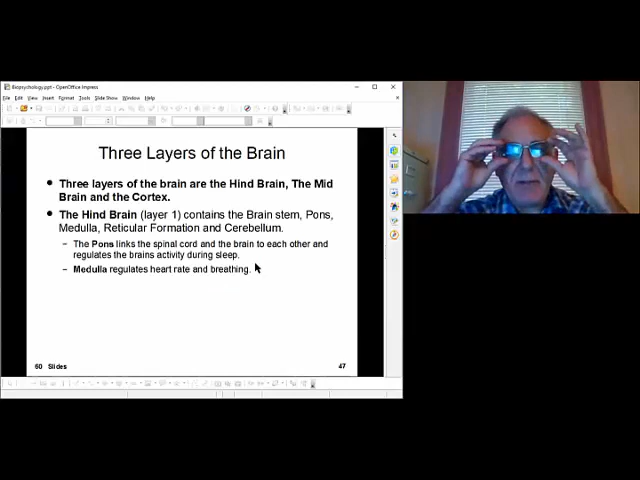 Biopsychology.ppt - OpenOffice Impress
File Edit View Insert Format Tools Slide Show Window Help
Three Layers of the Brain
Three layers of the brain are the Hind Brain, The Mid
Brain and the Cortex.
The Hind Brain (layer 1) contains the Brain stem, Pons,
Medulla, Reticular Formation and Cerebellum.
– The Pons links the spinal cord and the brain to each other and
regulates the brains activity during sleep.
– Medulla regulates heart rate and breathing.
60 Slides 47